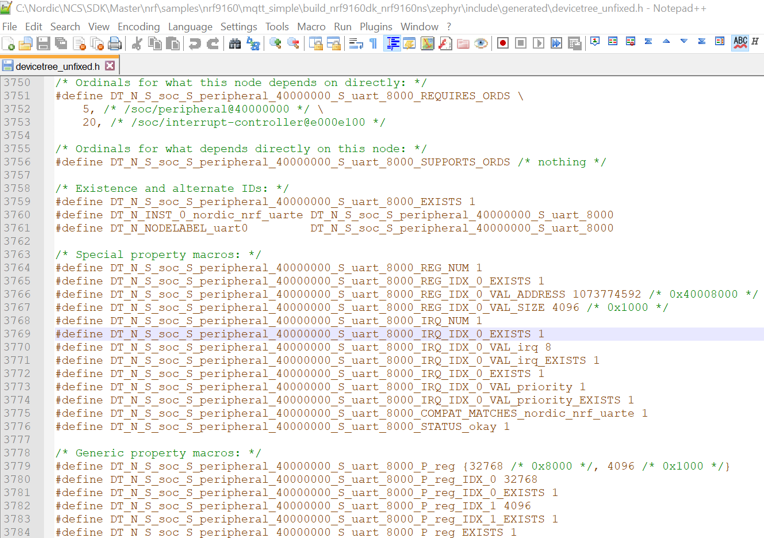 C:\Nordic\NCS\SDK\Master\nrf\samples\nrf9160\mqtt_simple\build_nrf9160dk_nrf9160ns\zephyr\include\generated\devicetree_unfixed.h - Notepad++
File Edit Search View Encoding Language Settings Tools Macro Run Plugins Window ?
ABC
devicetree_unfixed.h
3750 /* Ordinals for what this node depends on directly: */
3751 #define DT_N_S_soc_S_peripheral_40000000_S_uart_8000_REQUIRES_ORDS \
3752 5, /* /soc/peripheral@40000000 */ \
3753 20, /* /soc/interrupt-controller@e000e100 */
3754
3755 /* Ordinals for what depends directly on this node: */
3756 #define DT_N_S_soc_S_peripheral_40000000_S_uart_8000_SUPPORTS_ORDS /* nothing */
3757
3758 /* Existence and alternate IDs: */
3759 #define DT_N_S_soc_S_peripheral_40000000_S_uart_8000_EXISTS 1
3760 #define DT_N_INST_0_nordic_nrf_uarte DT_N_S_soc_S_peripheral_40000000_S_uart_8000
3761 #define DT_N_NODELABEL_uart0 DT_N_S_soc_S_peripheral_40000000_S_uart_8000
3762
3763 /* Special property macros: */
3764 #define DT_N_S_soc_S_peripheral_40000000_S_uart_8000_REG_NUM 1
3765 #define DT_N_S_soc_S_peripheral_40000000_S_uart_8000_REG_IDX_0_EXISTS 1
3766 #define DT_N_S_soc_S_peripheral_40000000_S_uart_8000_REG_IDX_0_VAL_ADDRESS 1073774592 /* 0x40008000 */
3767 #define DT_N_S_soc_S_peripheral_40000000_S_uart_8000_REG_IDX_0_VAL_SIZE 4096 /* 0x1000 */
3768 #define DT_N_S_soc_S_peripheral_40000000_S_uart_8000_IRQ_NUM 1
3769 #define DT_N_S_soc_S_peripheral_40000000_S_uart_8000_IRQ_IDX_0_EXISTS 1
3770 #define DT_N_S_soc_S_peripheral_40000000_S_uart_8000_IRQ_IDX_0_VAL_irq 8
3771 #define DT_N_S_soc_S_peripheral_40000000_S_uart_8000_IRQ_IDX_0_VAL_irq_EXISTS 1
3772 #define DT_N_S_soc_S_peripheral_40000000_S_uart_8000_IRQ_IDX_0_EXISTS 1
3773 #define DT_N_S_soc_S_peripheral_40000000_S_uart_8000_IRQ_IDX_0_VAL_priority 1
3774 #define DT_N_S_soc_S_peripheral_40000000_S_uart_8000_IRQ_IDX_0_VAL_priority_EXISTS 1
3775 #define DT_N_S_soc_S_peripheral_40000000_S_uart_8000_COMPAT_MATCHES_nordic_nrf_uarte 1
3776 #define DT_N_S_soc_S_peripheral_40000000_S_uart_8000_STATUS_okay 1
3777
3778 /* Generic property macros: */
3779 #define DT_N_S_soc_S_peripheral_40000000_S_uart_8000_P_reg {32768 /* 0x8000 */, 4096 /* 0x1000 */}
3780 #define DT_N_S_soc_S_peripheral_40000000_S_uart_8000_P_reg_IDX_0 32768
3781 #define DT_N_S_soc_S_peripheral_40000000_S_uart_8000_P_reg_IDX_0_EXISTS 1
3782 #define DT_N_S_soc_S_peripheral_40000000_S_uart_8000_P_reg_IDX_1 4096
3783 #define DT_N_S_soc_S_peripheral_40000000_S_uart_8000_P_reg_IDX_1_EXISTS 1
3784 #define DT_N_S_soc_S_peripheral_40000000_S_uart_8000_P_reg_EXISTS 1